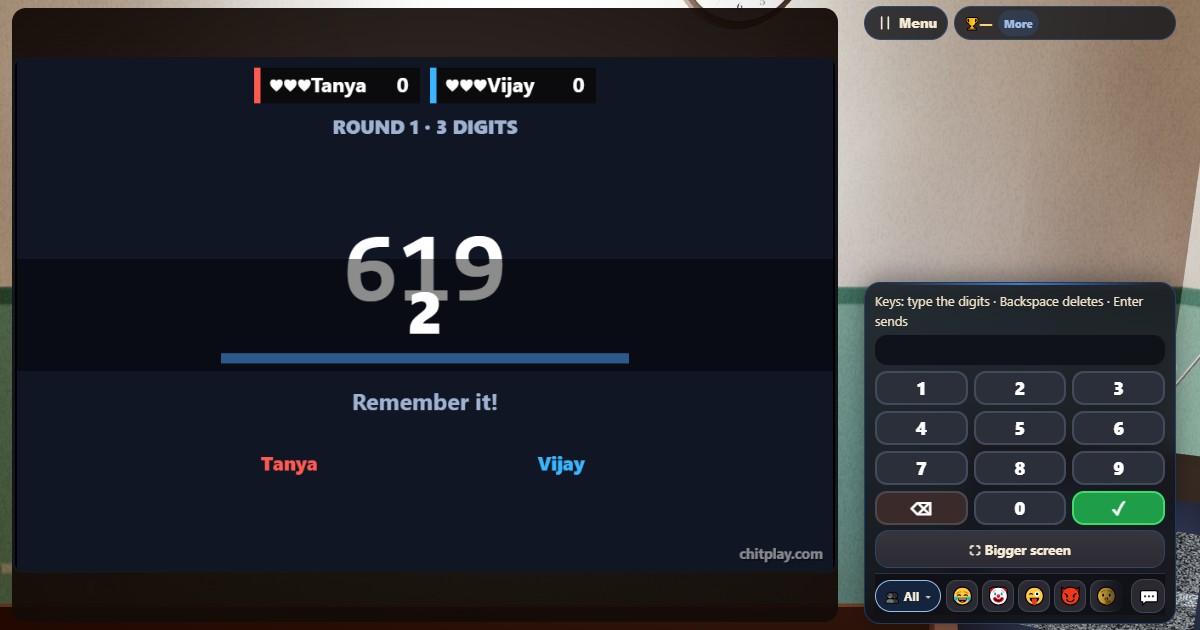 Menu
— More
♥♥♥Tanya 0
♥♥♥Vijay 0
ROUND 1 · 3 DIGITS
619
2
Remember it!
Tanya
Vijay
chitplay.com
Keys: type the digits · Backspace deletes · Enter
sends
1 2 3
4 5 6
7 8 9
0 ✓
Bigger screen
All